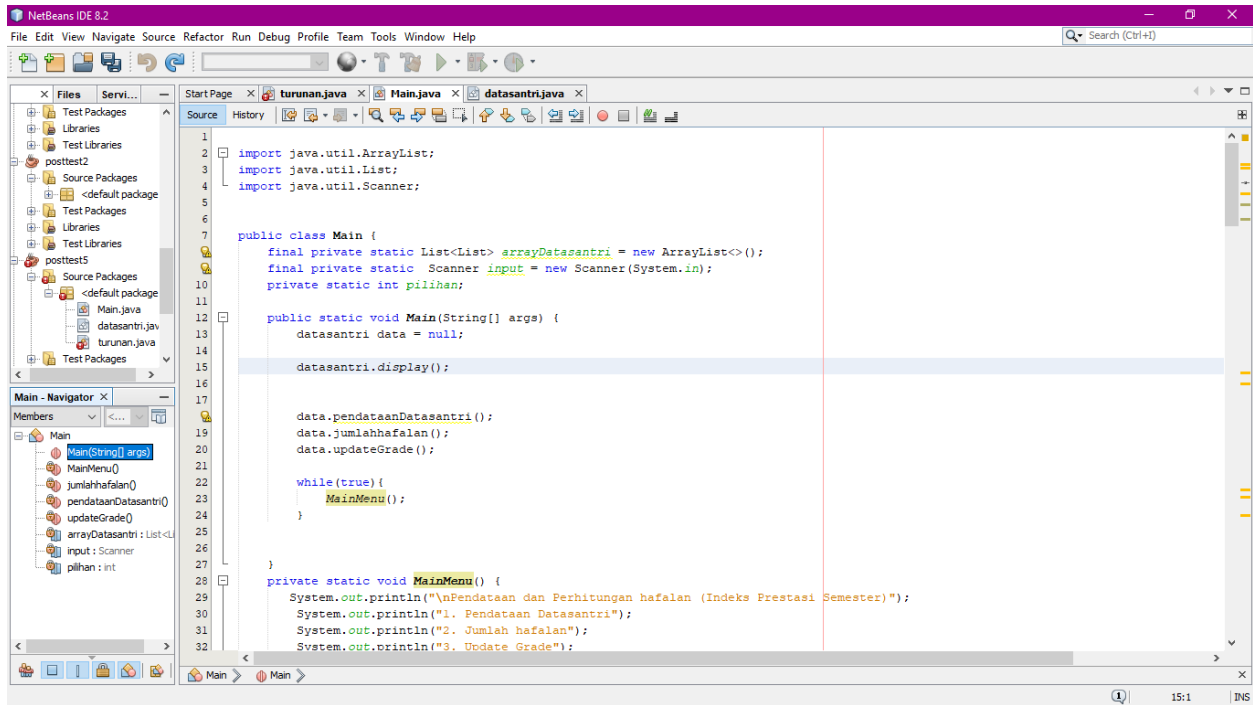 NetBeans IDE 8.2
File Edit View Navigate Source Refactor Run Debug Profile Team Tools Window Help
Search (Ctrl+I)
Files Servi...
Test Packages
Libraries
Test Libraries
posttest2
Source Packages
<default package
Test Packages
Libraries
Test Libraries
posttest5
Source Packages
<default package
Main.java
datasantri.jav
turunan.java
Test Packages
Main - Navigator
Members
<...
Main
Main(String[] args)
MainMenu()
jumlahhafalan()
pendataanDatasantri()
updateGrade()
arrayDatasantri : List<Li
input : Scanner
pilihan : int
Start Page turunan.java Main.java datasantri.java
Source History
1
2 import java.util.ArrayList;
3 import java.util.List;
4 import java.util.Scanner;
5
6
7 public class Main {
final private static List<List> arrayDatasantri = new ArrayList<>();
final private static Scanner input = new Scanner(System.in);
10 private static int pilihan;
11
12 public static void Main(String[] args) {
13 datasantri data = null;
14
15 datasantri.display();
16
17
data.pendataanDatasantri();
19 data.jumlahhafalan();
20 data.updateGrade();
21
22 while(true){
23 MainMenu();
24 }
25
26
27 }
28 private static void MainMenu() {
29 System.out.println("\nPendataan dan Perhitungan hafalan (Indeks Prestasi Semester)");
30 System.out.println("1. Pendataan Datasantri");
31 System.out.println("2. Jumlah hafalan");
32 System.out.println("3. Update Grade");
Main Main
1 15:1 INS